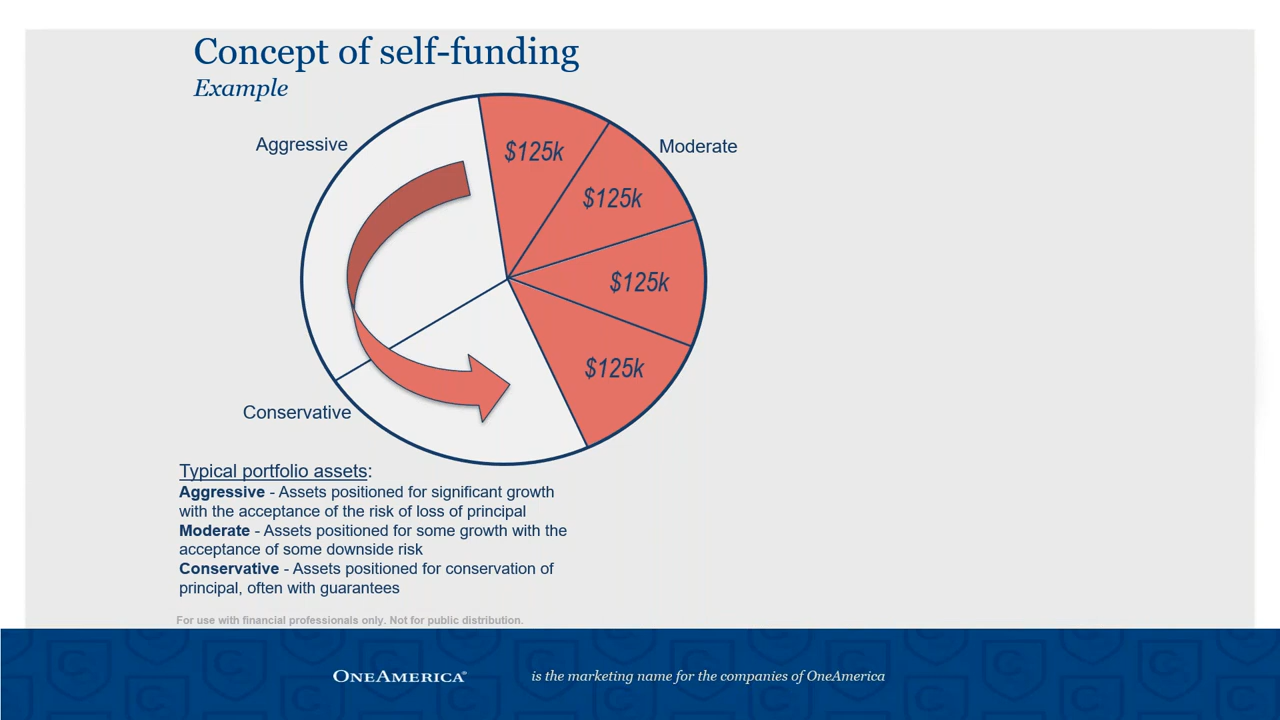 Concept of self-funding
Example
Aggressive
Moderate
$125k
$125k
$125k
$125k
Conservative
Typical portfolio assets:
Aggressive - Assets positioned for significant growth
with the acceptance of the risk of loss of principal
Moderate - Assets positioned for some growth with the
acceptance of some downside risk
Conservative - Assets positioned for conservation of
principal, often with guarantees
For use with financial professionals only. Not for public distribution.
ONEAMERICA® is the marketing name for the companies of OneAmerica